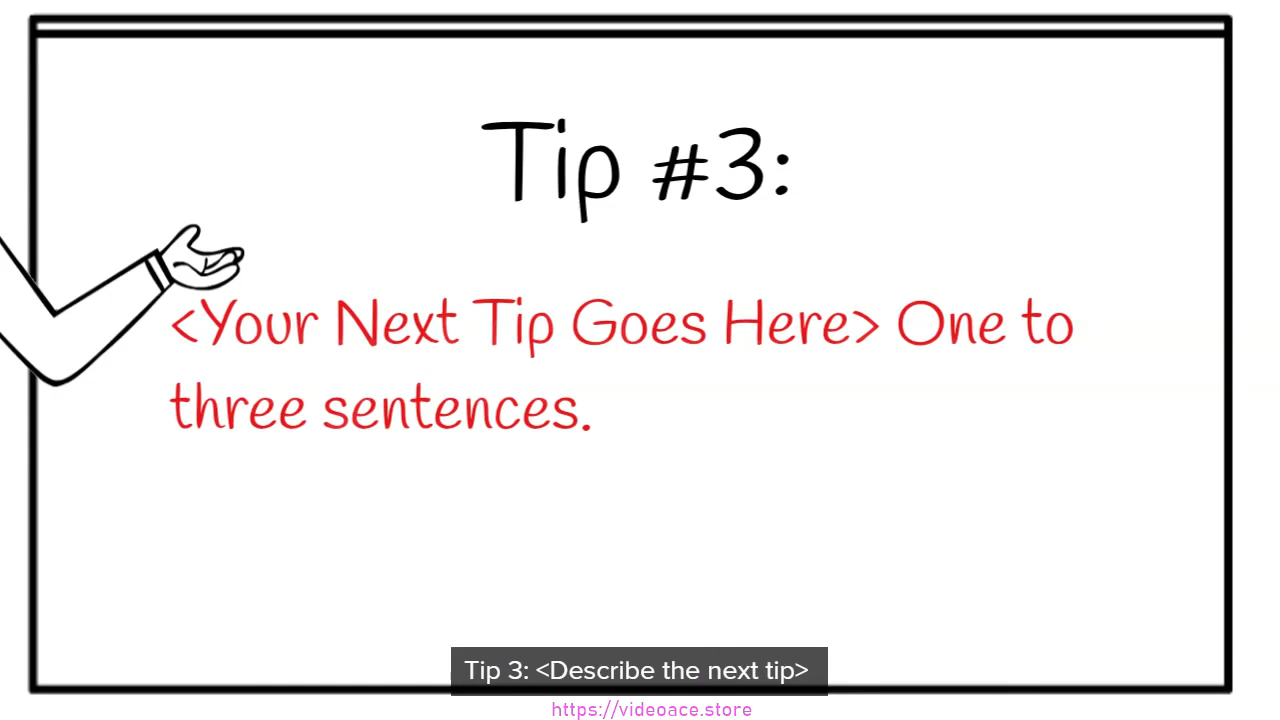 Tip #3:
<Your Next Tip Goes Here> One to
three sentences.
Tip 3: <Describe the next tip>
https://videoace.store